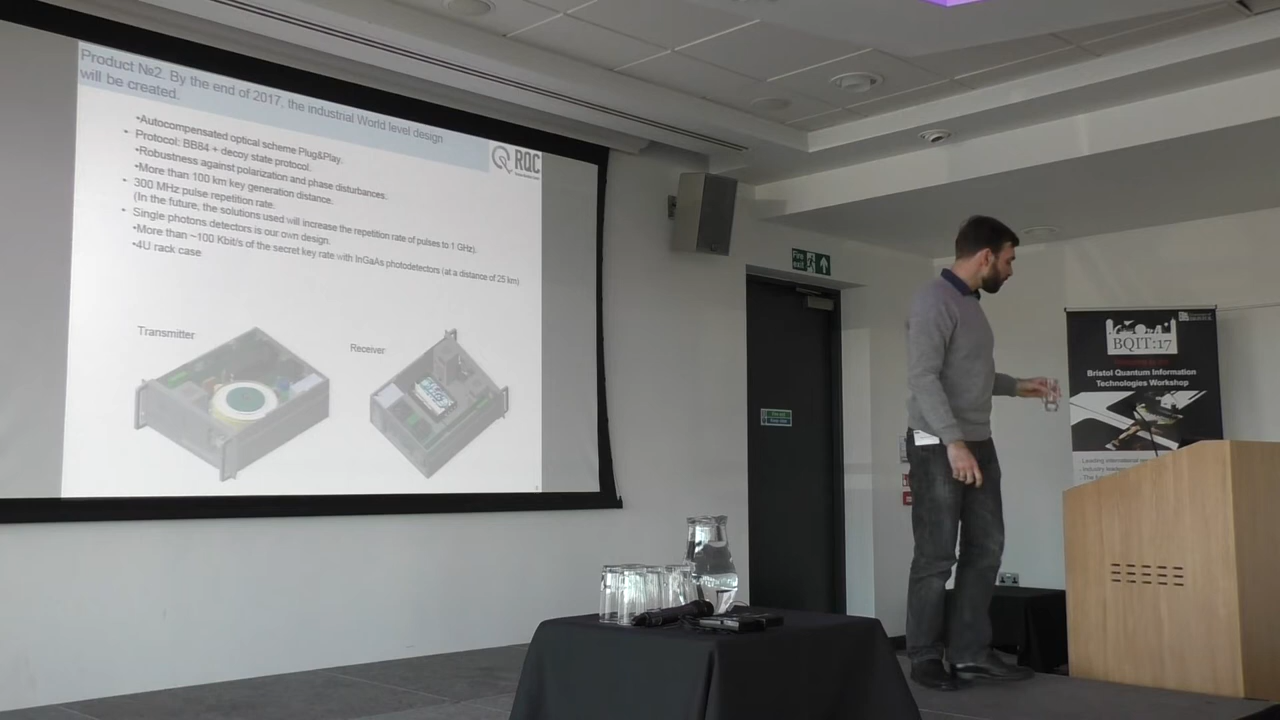 Product №2. By the end of 2017, the industrial World level design
will be created.
RQC
•Autocompensated optical scheme Plug&Play.
• Protocol: BB84 + decoy state protocol.
•Robustness against polarization and phase disturbances.
•More than 100 km key generation distance.
• 300 MHz pulse repetition rate.
(In the future, the solutions used will increase the repetition rate of pulses to 1 GHz).
• Single photons detectors is our own design.
•More than ~100 Kbit/s of the secret key rate with InGaAs photodetectors (at a distance of 25 km)
•4U rack case
Transmitter
Receiver
Fire
exit
BRISTOL
BQIT:17
Bristol Quantum Information
Technologies Workshop